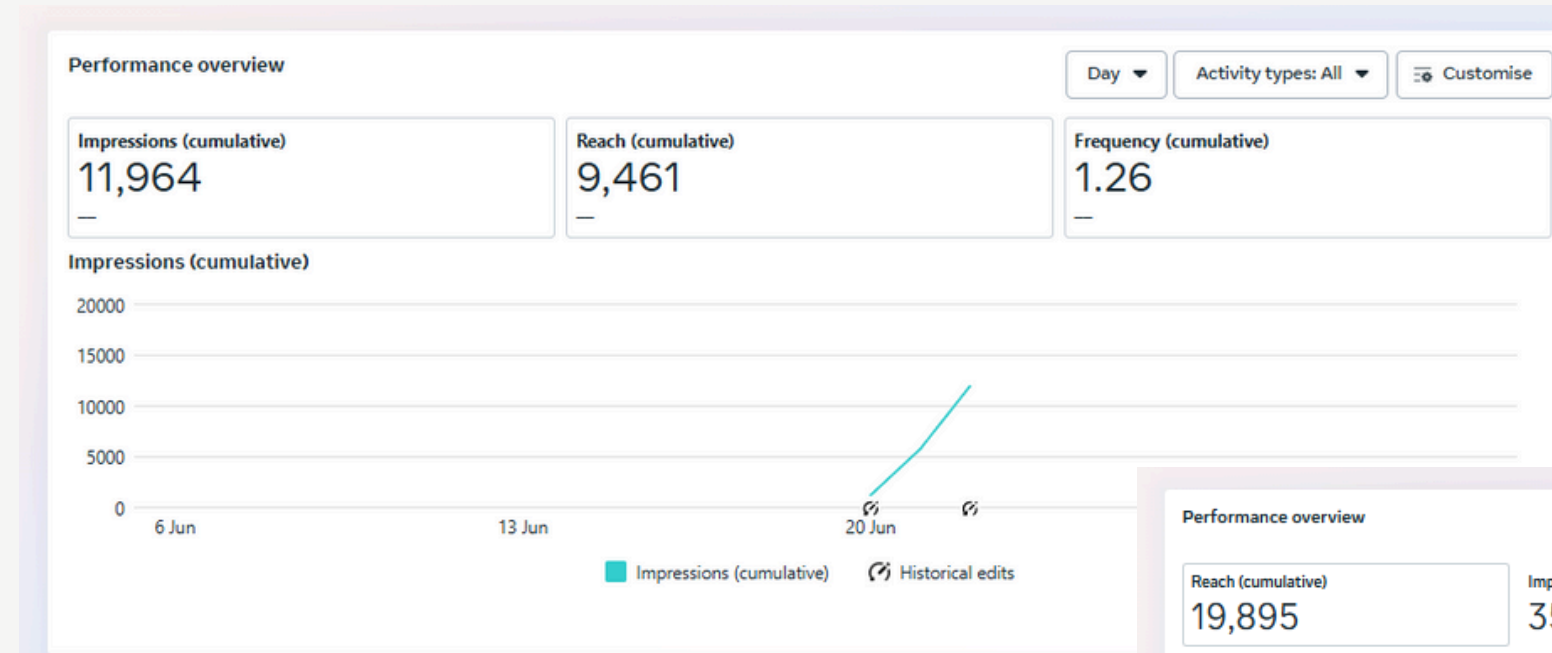 Performance overview
Day
Activity types: All
Customise
Impressions (cumulative)
11,964
Reach (cumulative)
9,461
Frequency (cumulative)
1.26
Impressions (cumulative)
20000
15000
10000
5000
0
6 Jun
13 Jun
20 Jun
Impressions (cumulative)
Historical edits
Performance overview
Reach (cumulative)
19,895